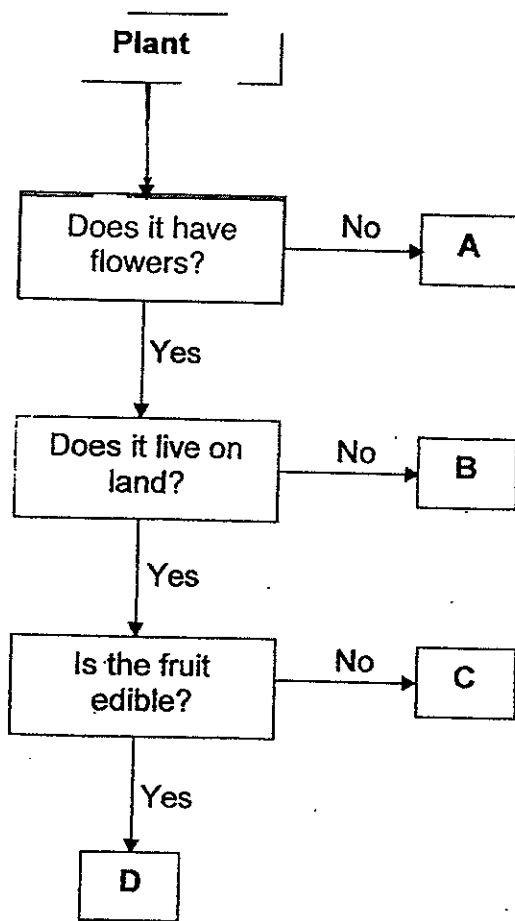 Plant
Does it have
flowers?
No
A
Yes
Does it live on
land?
No
B
Yes
Is the fruit
edible?
No
C
Yes
D